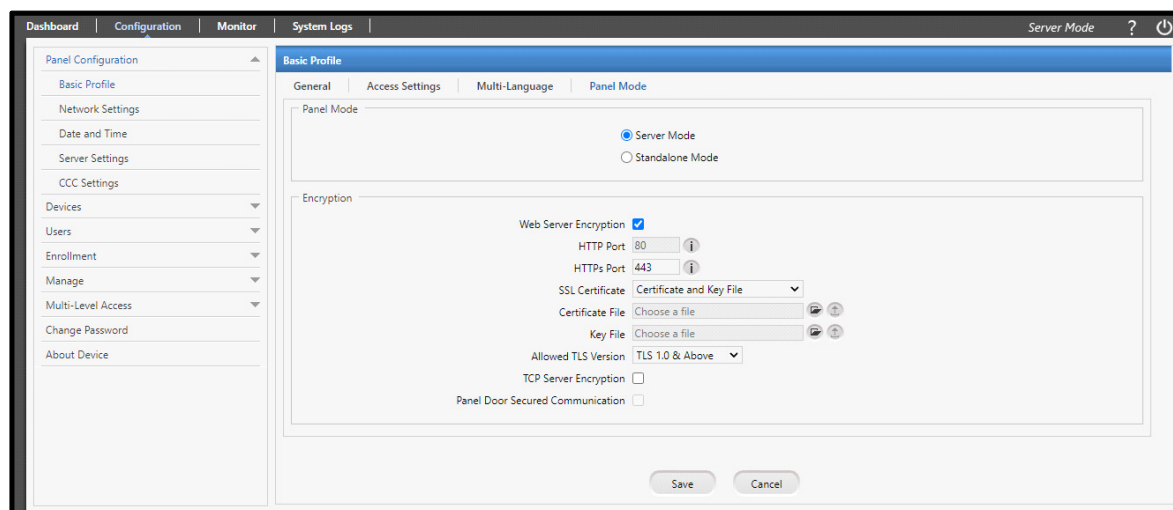 Dashboard Configuration Monitor System Logs Server Mode ?
Panel Configuration
Basic Profile
Network Settings
Date and Time
Server Settings
CCC Settings
Devices
Users
Enrollment
Manage
Multi-Level Access
Change Password
About Device
Basic Profile
General Access Settings Multi-Language Panel Mode
Panel Mode
Server Mode
Standalone Mode
Encryption
Web Server Encryption
HTTP Port 80 i
HTTPs Port 443 i
SSL Certificate Certificate and Key File
Certificate File Choose a file
Key File Choose a file
Allowed TLS Version TLS 1.0 & Above
TCP Server Encryption
Panel Door Secured Communication
Save Cancel